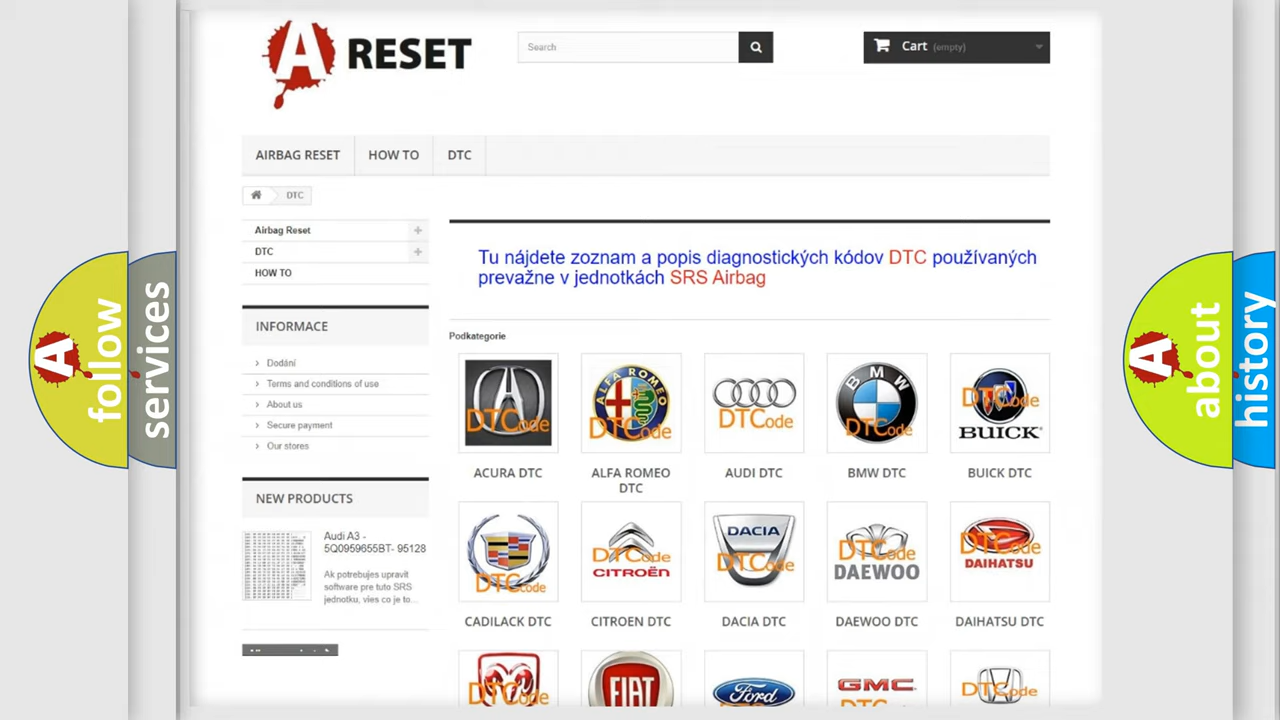 A RESET
Search
Cart (empty)
AIRBAG RESET
HOW TO
DTC
DTC
Airbag Reset
DTC
HOW TO
Tu nájdete zoznam a popis diagnostických kódov DTC používaných
prevažne v jednotkách SRS Airbag
INFORMACE
Dodání
Terms and conditions of use
About us
Secure payment
Our stores
NEW PRODUCTS
Audi A3 -
5Q0959655BT- 95128
Ak potrebujes upravit
software pre tuto SRS
jednotku, vies co je to...
Podkategorie
DTCode
ALFA ROMEO
DTCode
DTCode
BMW
DTCode
DTCode
BUICK
ACURA DTC
ALFA ROMEO
DTC
AUDI DTC
BMW DTC
BUICK DTC
DTCode
DTCode
CITROËN
DACIA
DTCode
DTCode
DAEWOO
DTCode
DAIHATSU
CADILACK DTC
CITROEN DTC
DACIA DTC
DAEWOO DTC
DAIHATSU DTC
DTCode
FIAT
Ford
GMC
DTCode
A follow
services
A about
history